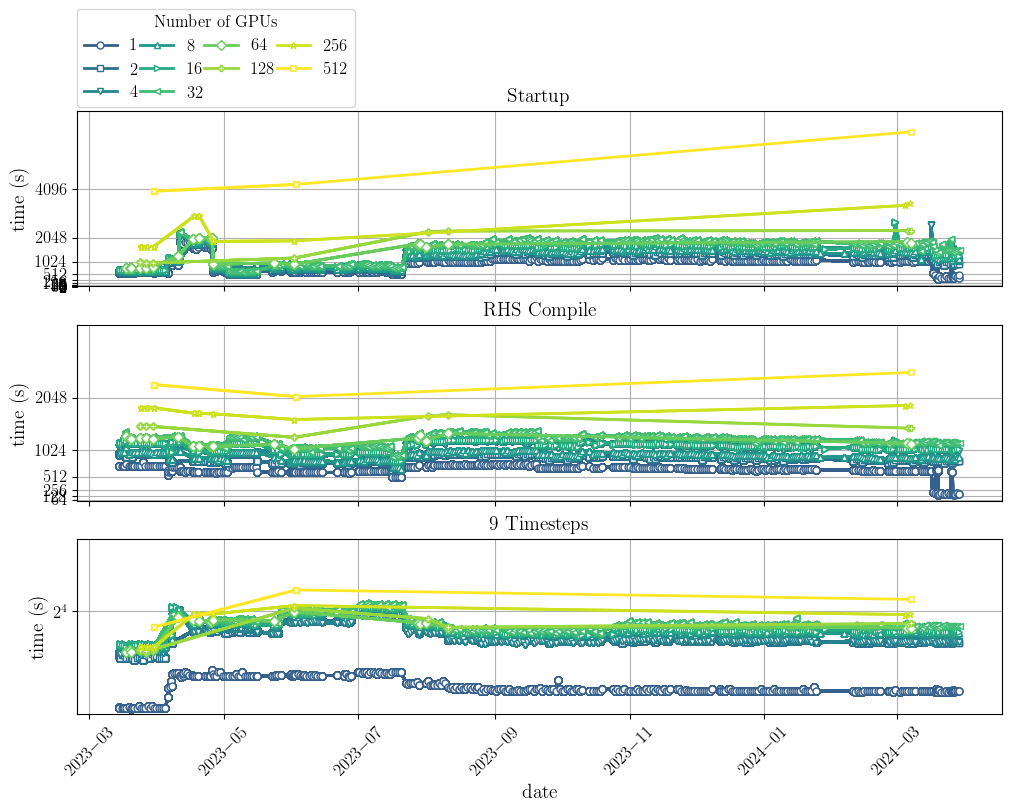 Number of GPUs
1 8 64 256
2 16 128 512
4 32
Startup
time (s)
4096
2048
1024
512
RHS Compile
time (s)
2048
1024
512
256
128
64
9 Timesteps
time (s)
2⁴
2023−03 2023−05 2023−07 2023−09 2023−11 2024−01 2024−03
date